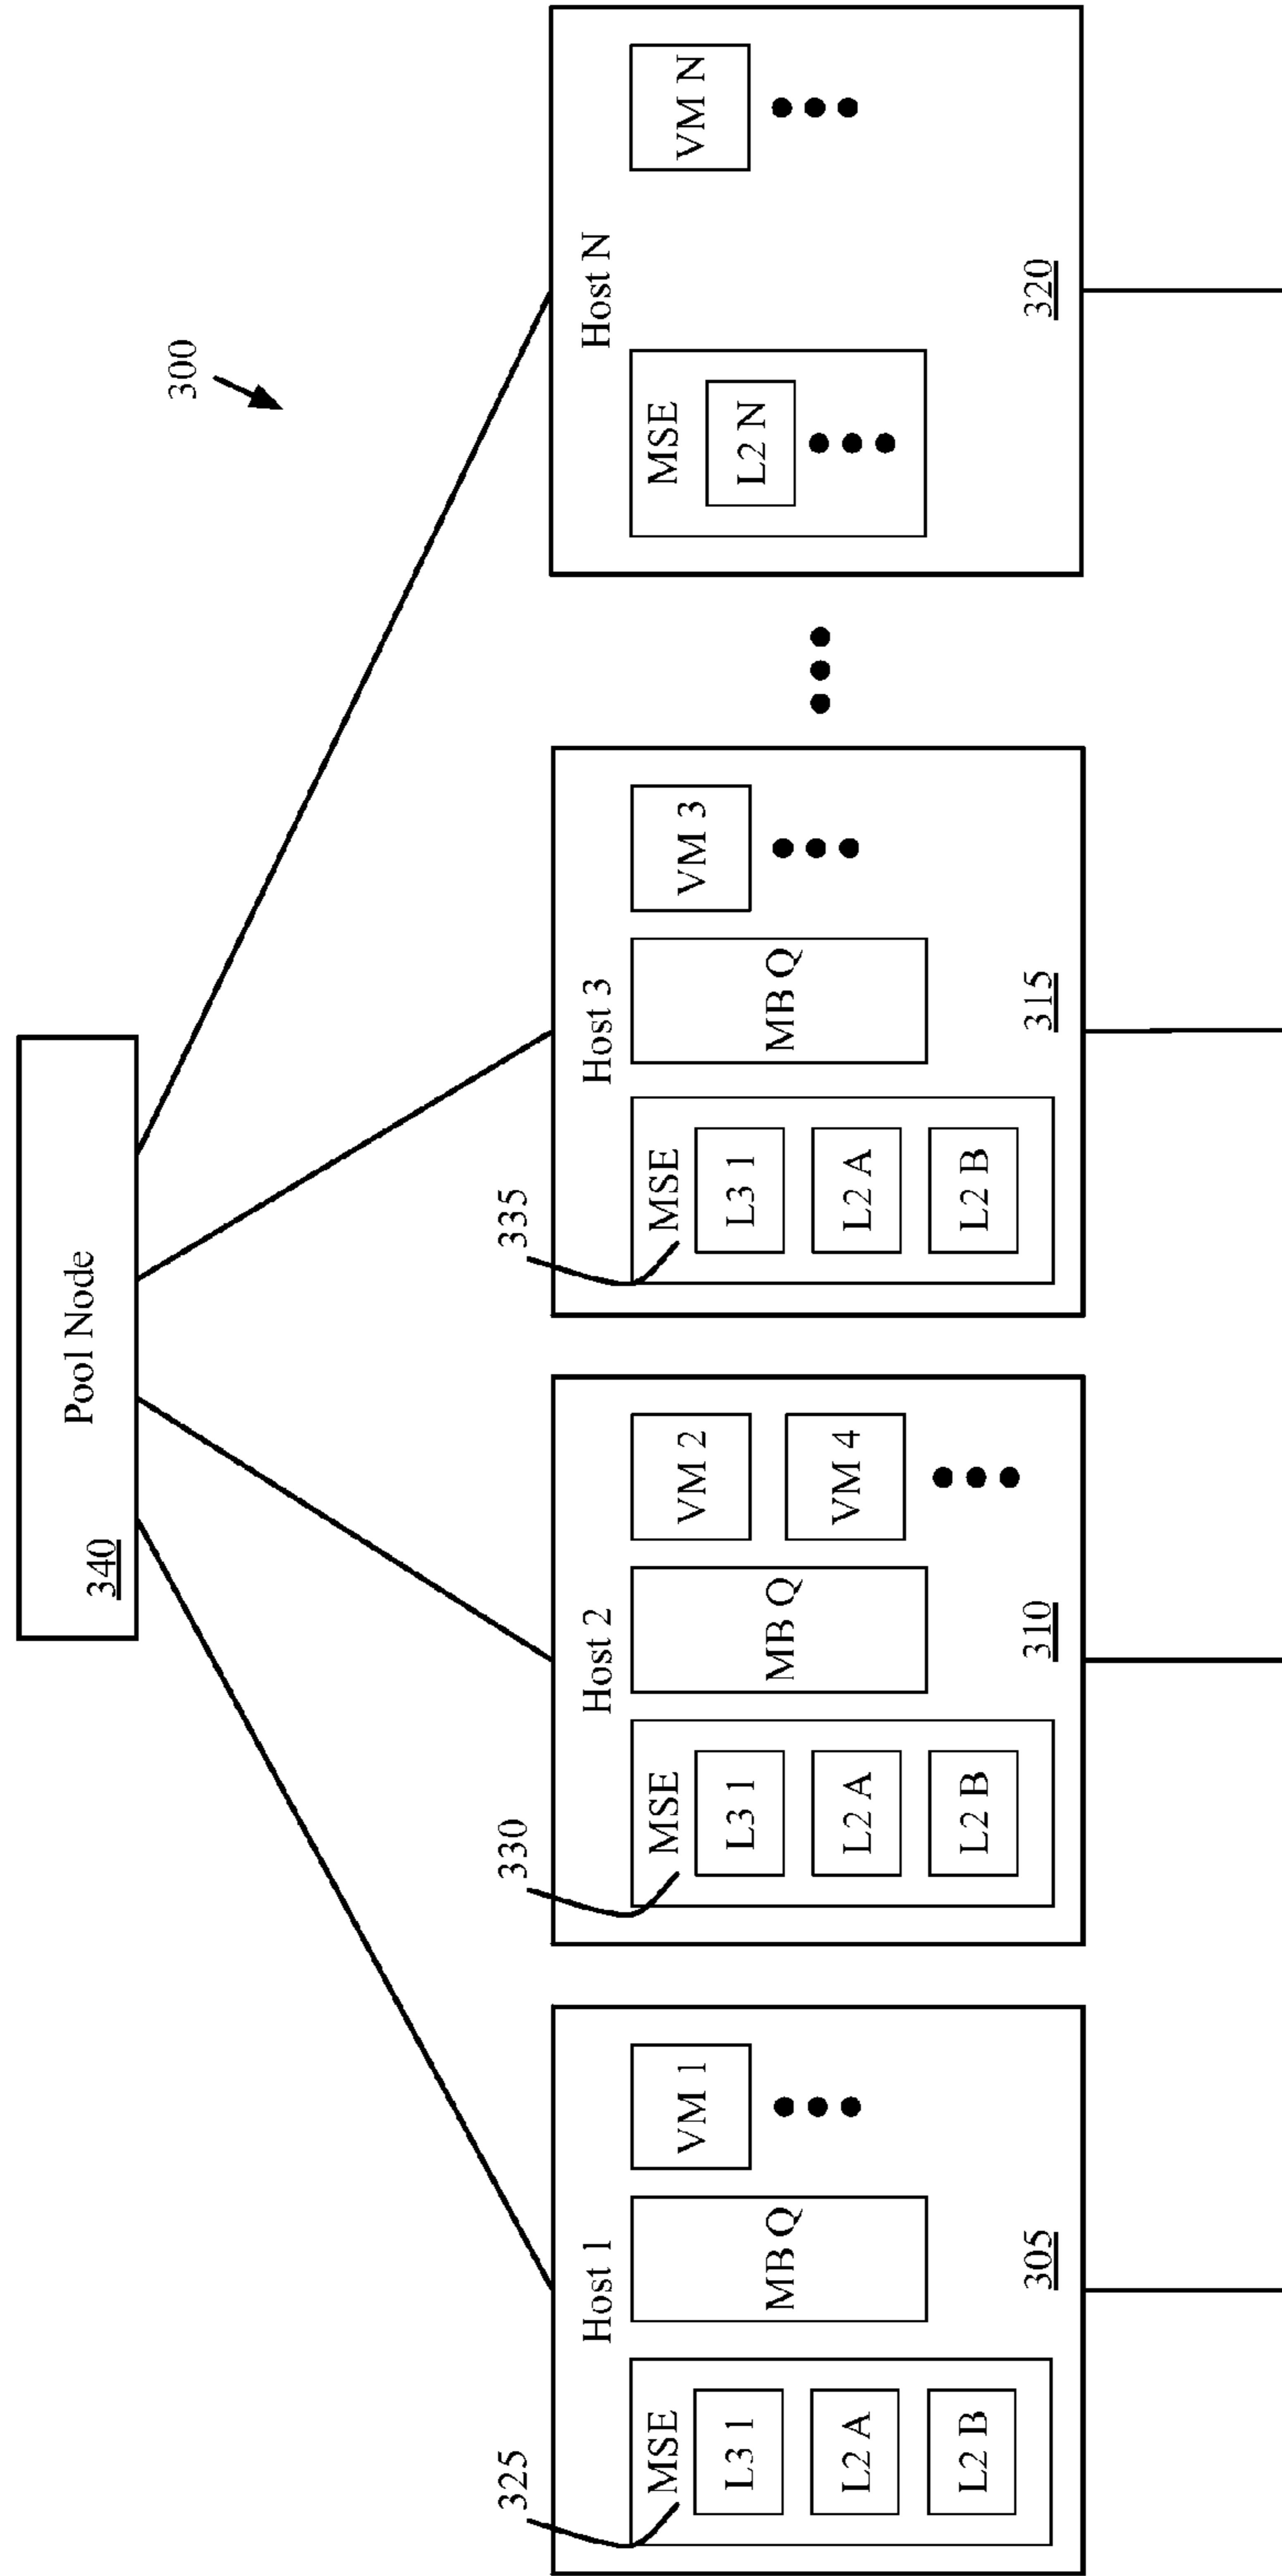 300
Pool Node
340
Host 1
325
MSE
L3 1
L2 A
L2 B
MB Q
VM 1
305
Host 2
330
MSE
L3 1
L2 A
L2 B
MB Q
VM 2
VM 4
310
Host 3
335
MSE
L3 1
L2 A
L2 B
MB Q
VM 3
315
Host N
MSE
L2 N
VM N
320